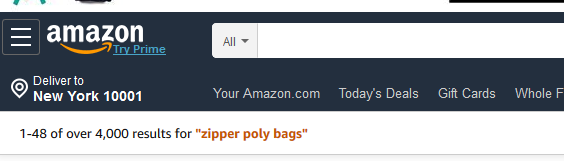 amazon
Try Prime
All
Deliver to
New York 10001
Your Amazon.com Today's Deals Gift Cards Whole F
1-48 of over 4,000 results for "zipper poly bags"